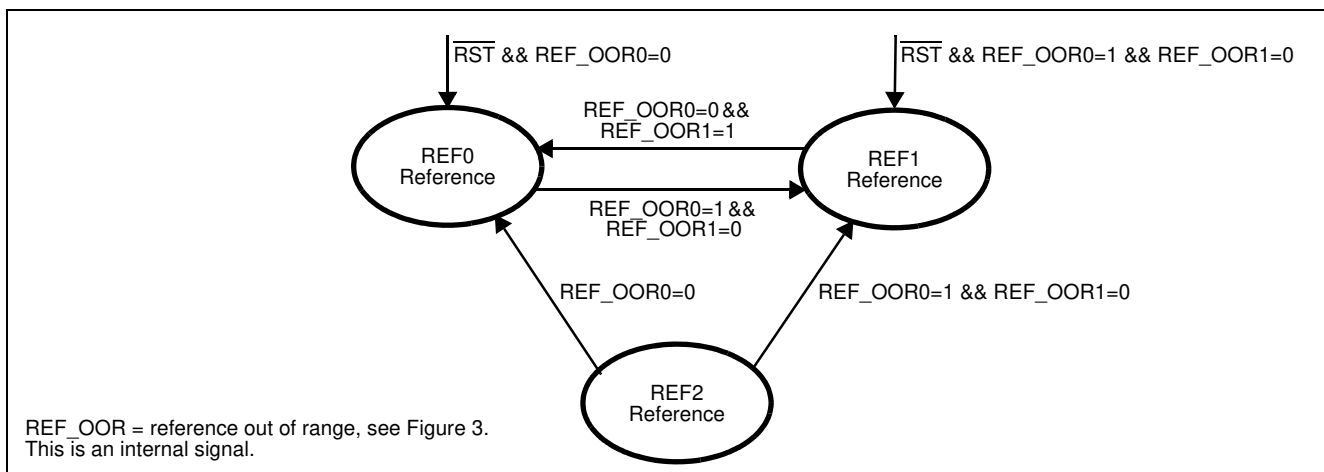 RST && REF_OOR0=0
RST && REF_OOR0=1 && REF_OOR1=0
REF_OOR0=0 &&
REF_OOR1=1
REF0
Reference
REF1
Reference
REF_OOR0=1 &&
REF_OOR1=0
REF_OOR0=0
REF_OOR0=1 && REF_OOR1=0
REF2
Reference
REF_OOR = reference out of range, see Figure 3.
This is an internal signal.